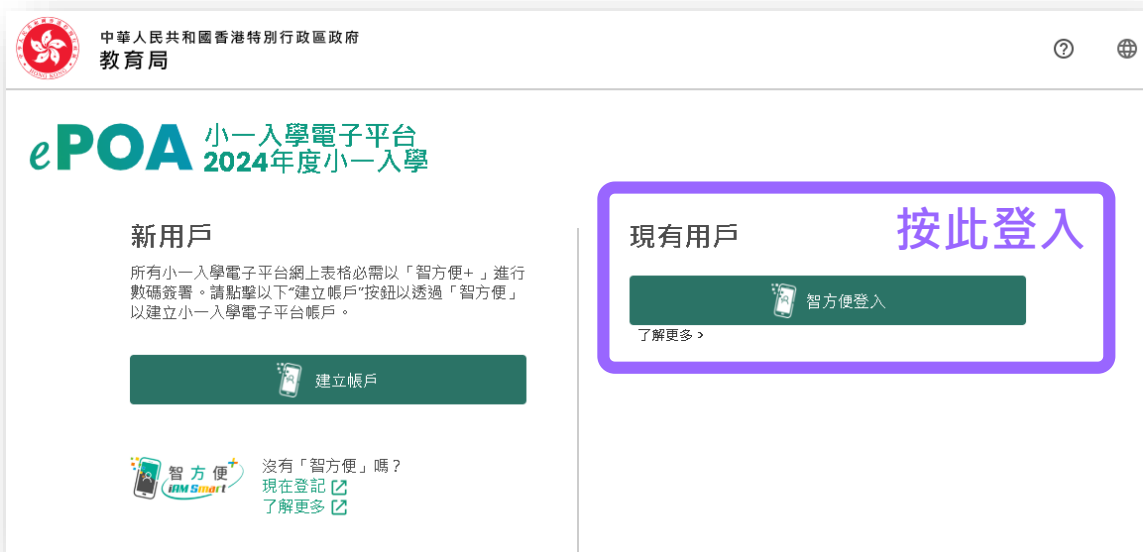 中華人民共和國香港特別行政區政府
教育局
ePOA 小一入學電子平台
2024年度小一入學
新用戶
所有小一入學電子平台網上表格必需以「智方便+」進行
數碼簽署。請點擊以下“建立帳戶”按鈕以透過「智方便」
以建立小一入學電子平台帳戶。
建立帳戶
智方便+
iAM Smart
沒有「智方便」嗎？
現在登記
了解更多
現有用戶
按此登入
智方便登入
了解更多 >